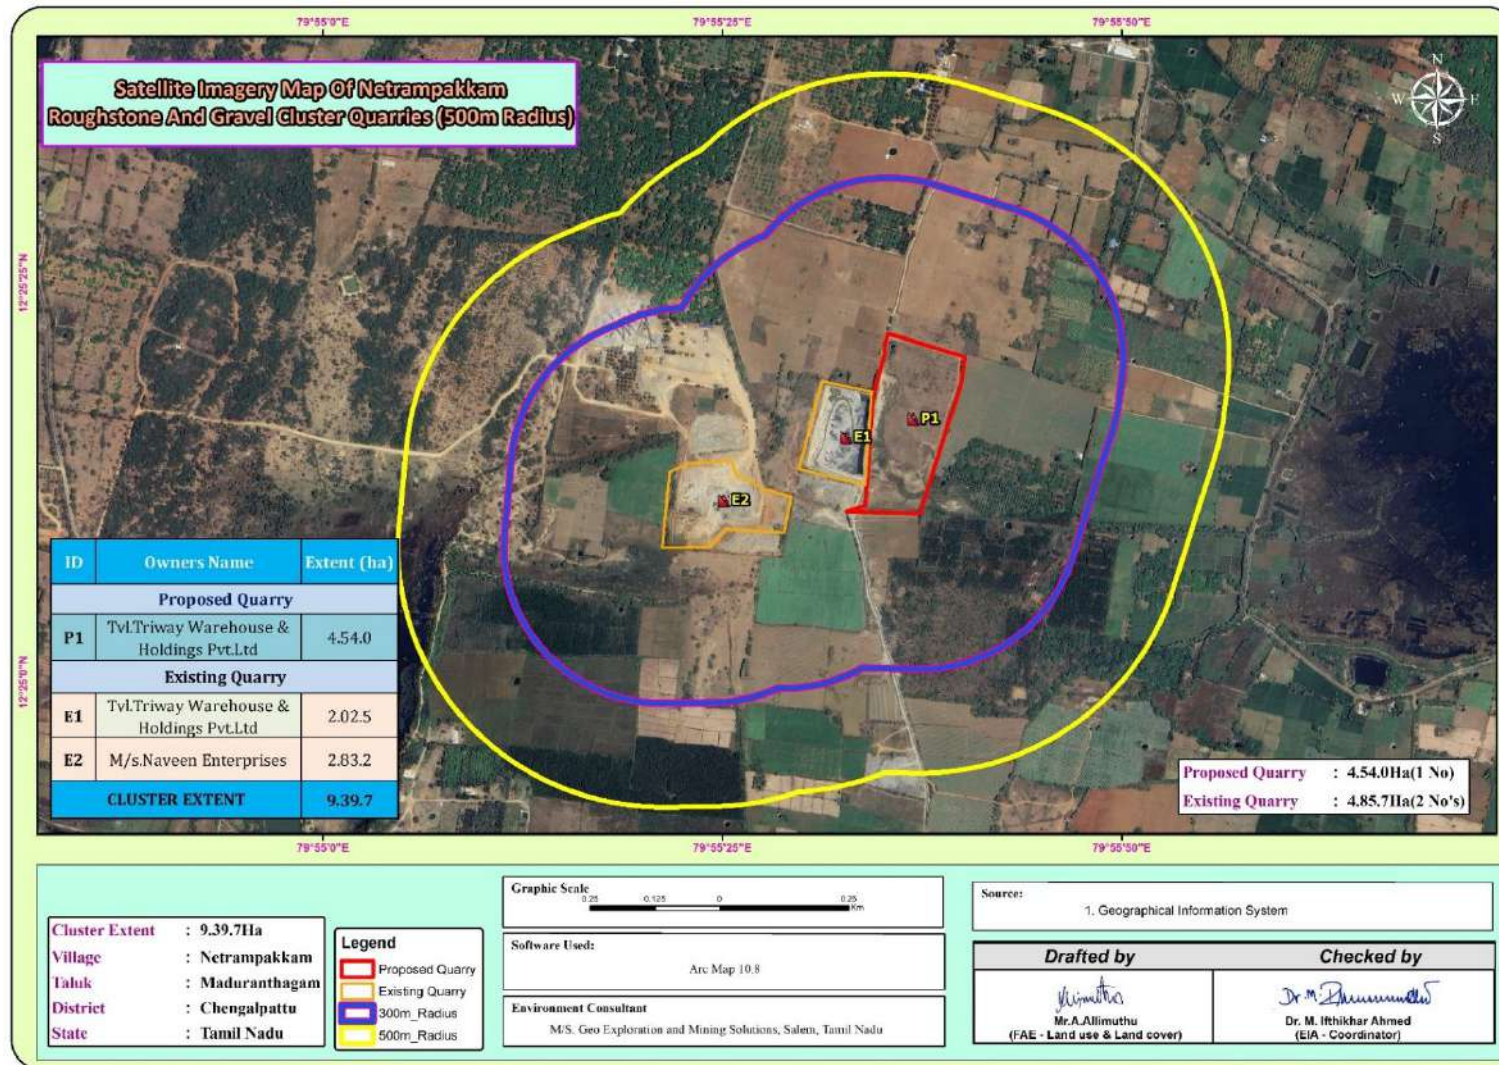 79°55'0"E 79°55'25"E 79°55'50"E
Satellite Imagery Map Of Netrampakkam
Roughstone And Gravel Cluster Quarries (500m Radius)
N
W E
S
12°25'25"N
P1
E1
E2
ID Owners Name Extent (ha)
Proposed Quarry
P1 Tvl.Triway Warehouse & Holdings Pvt.Ltd 4.54.0
Existing Quarry
E1 Tvl.Triway Warehouse & Holdings Pvt.Ltd 2.02.5
E2 M/s.Naveen Enterprises 2.83.2
CLUSTER EXTENT 9.39.7
12°25'0"N
Proposed Quarry : 4.54.0Ha(1 No)
Existing Quarry : 4.85.7Ha(2 No's)
79°55'0"E 79°55'25"E 79°55'50"E
Cluster Extent : 9.39.7Ha
Village : Netrampakkam
Taluk : Maduranthagam
District : Chengalpattu
State : Tamil Nadu
Legend
Proposed Quarry
Existing Quarry
300m_Radius
500m_Radius
Graphic Scale
0.25 0.125 0 0.25
Km
Software Used:
Arc Map 10.8
Environment Consultant
M/S. Geo Exploration and Mining Solutions, Salem, Tamil Nadu
Source:
1. Geographical Information System
Drafted by Checked by
Mr.A.Allimuthu
(FAE - Land use & Land cover)
Dr. M. Ifthikhar Ahmed
(EIA - Coordinator)